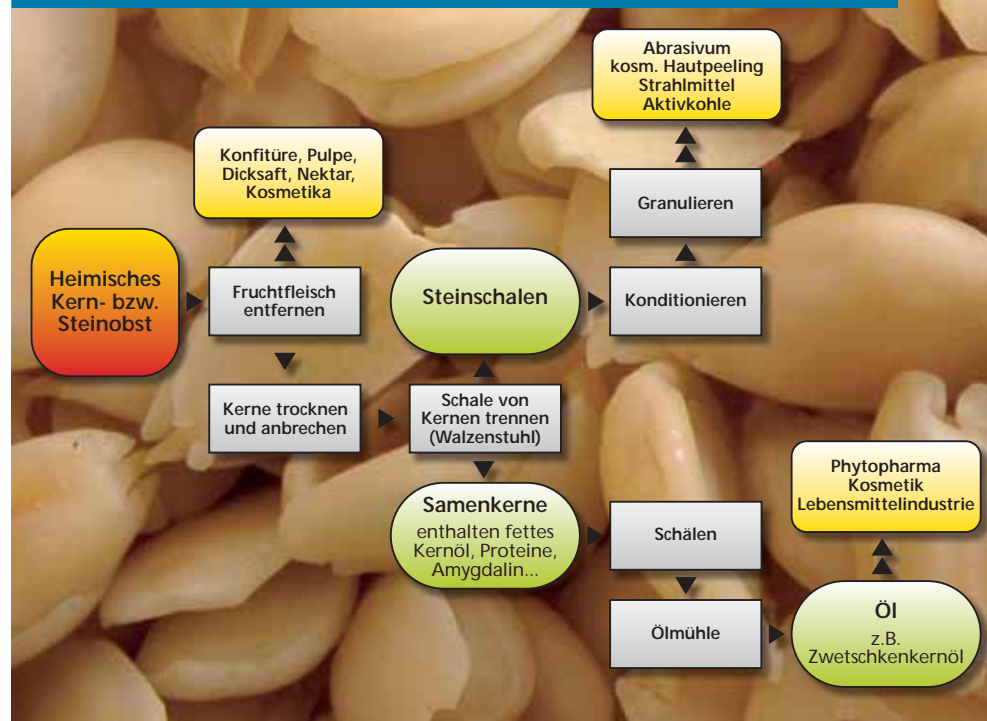 Abrasivum
kosm. Hautpeeling
Strahlmittel
Aktivkohle
Konfitüre, Pulpe,
Dicksaft, Nektar,
Kosmetika
Granulieren
Heimisches
Kern- bzw.
Steinobst
Fruchtfleisch
entfernen
Steinschalen
Konditionieren
Kerne trocknen
und anbrechen
Schale von
Kernen trennen
(Walzenstuhl)
Phytopharma
Kosmetik
Lebensmittelindustrie
Samenkerne
enthalten fettes
Kernöl, Proteine,
Amygdalin...
Schälen
Ölmühle
Öl
z.B.
Zwetschkenkernöl